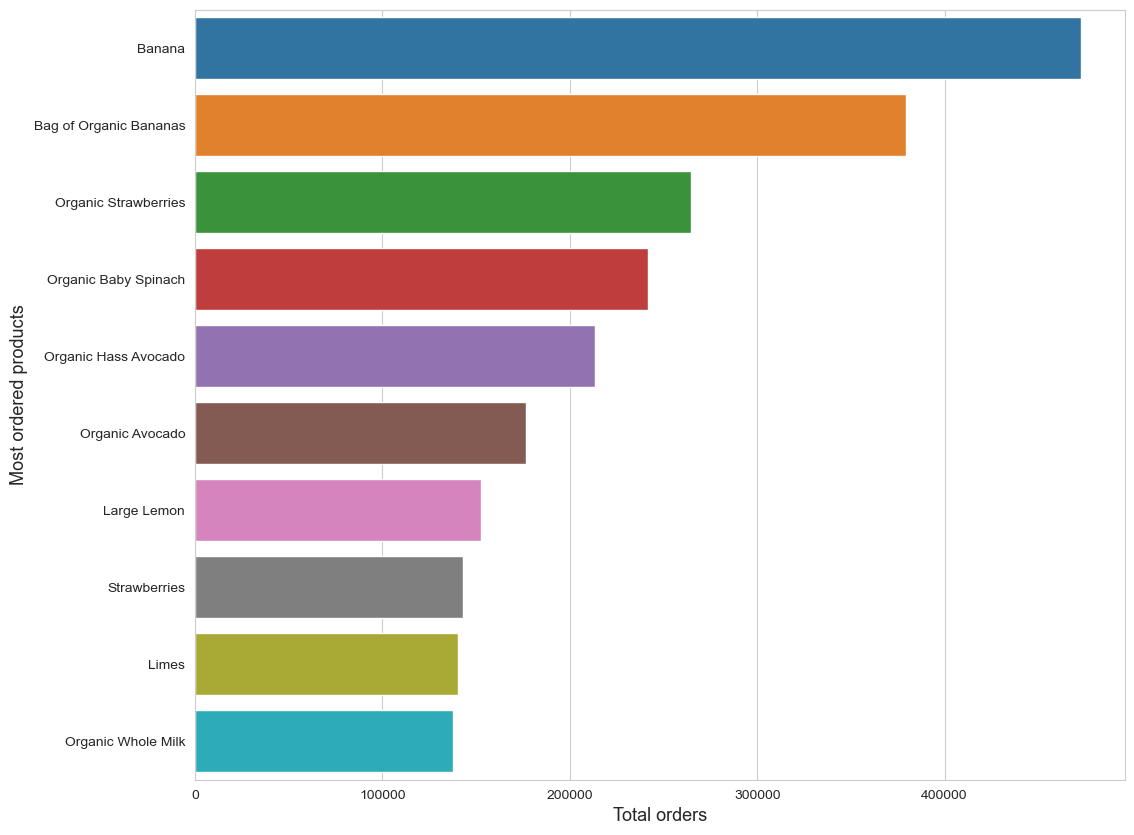 Banana
Bag of Organic Bananas
Organic Strawberries
Organic Baby Spinach
Organic Hass Avocado
Organic Avocado
Large Lemon
Strawberries
Limes
Organic Whole Milk
Most ordered products
0 100000 200000 300000 400000
Total orders